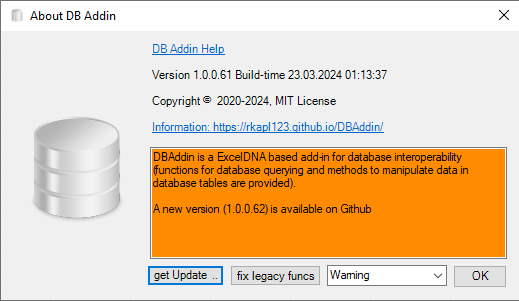 About DB Addin
DB Addin Help
Version 1.0.0.61 Build-time 23.03.2024 01:13:37
Copyright © 2020-2024, MIT License
Information: https://rkapl123.github.io/DBAddin/
DBAddin is a ExcelDNA based add-in for database interoperability
(functions for database querying and methods to manipulate data in
database tables are provided).
A new version (1.0.0.62) is available on Github
get Update ..
fix legacy funcs
Warning
OK